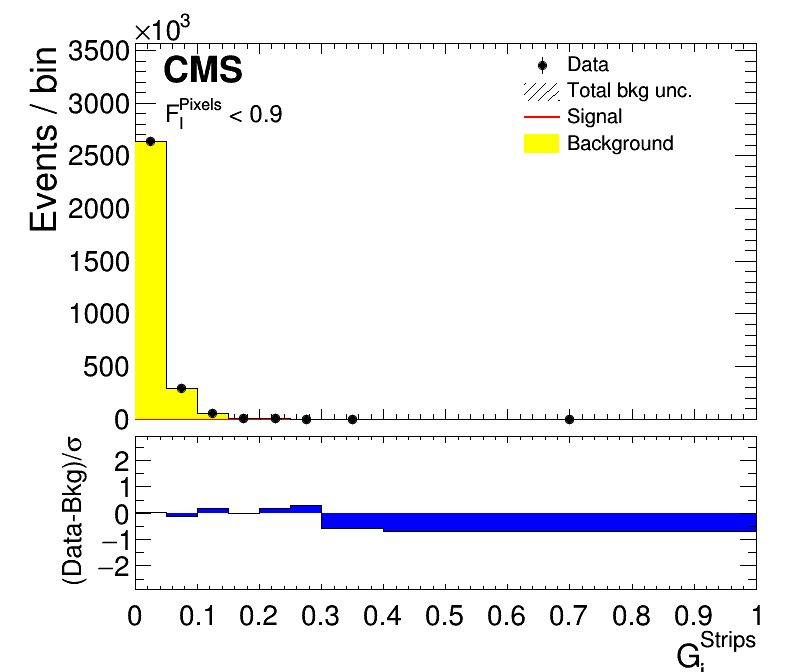 ×10³
Events / bin
3500
3000
2500
2000
1500
1000
500
0
CMS
F_i^Pixels < 0.9
Data
Total bkg unc.
Signal
Background
(Data-Bkg)/σ
2
1
0
−1
−2
0 0.1 0.2 0.3 0.4 0.5 0.6 0.7 0.8 0.9 1
G_i^Strips